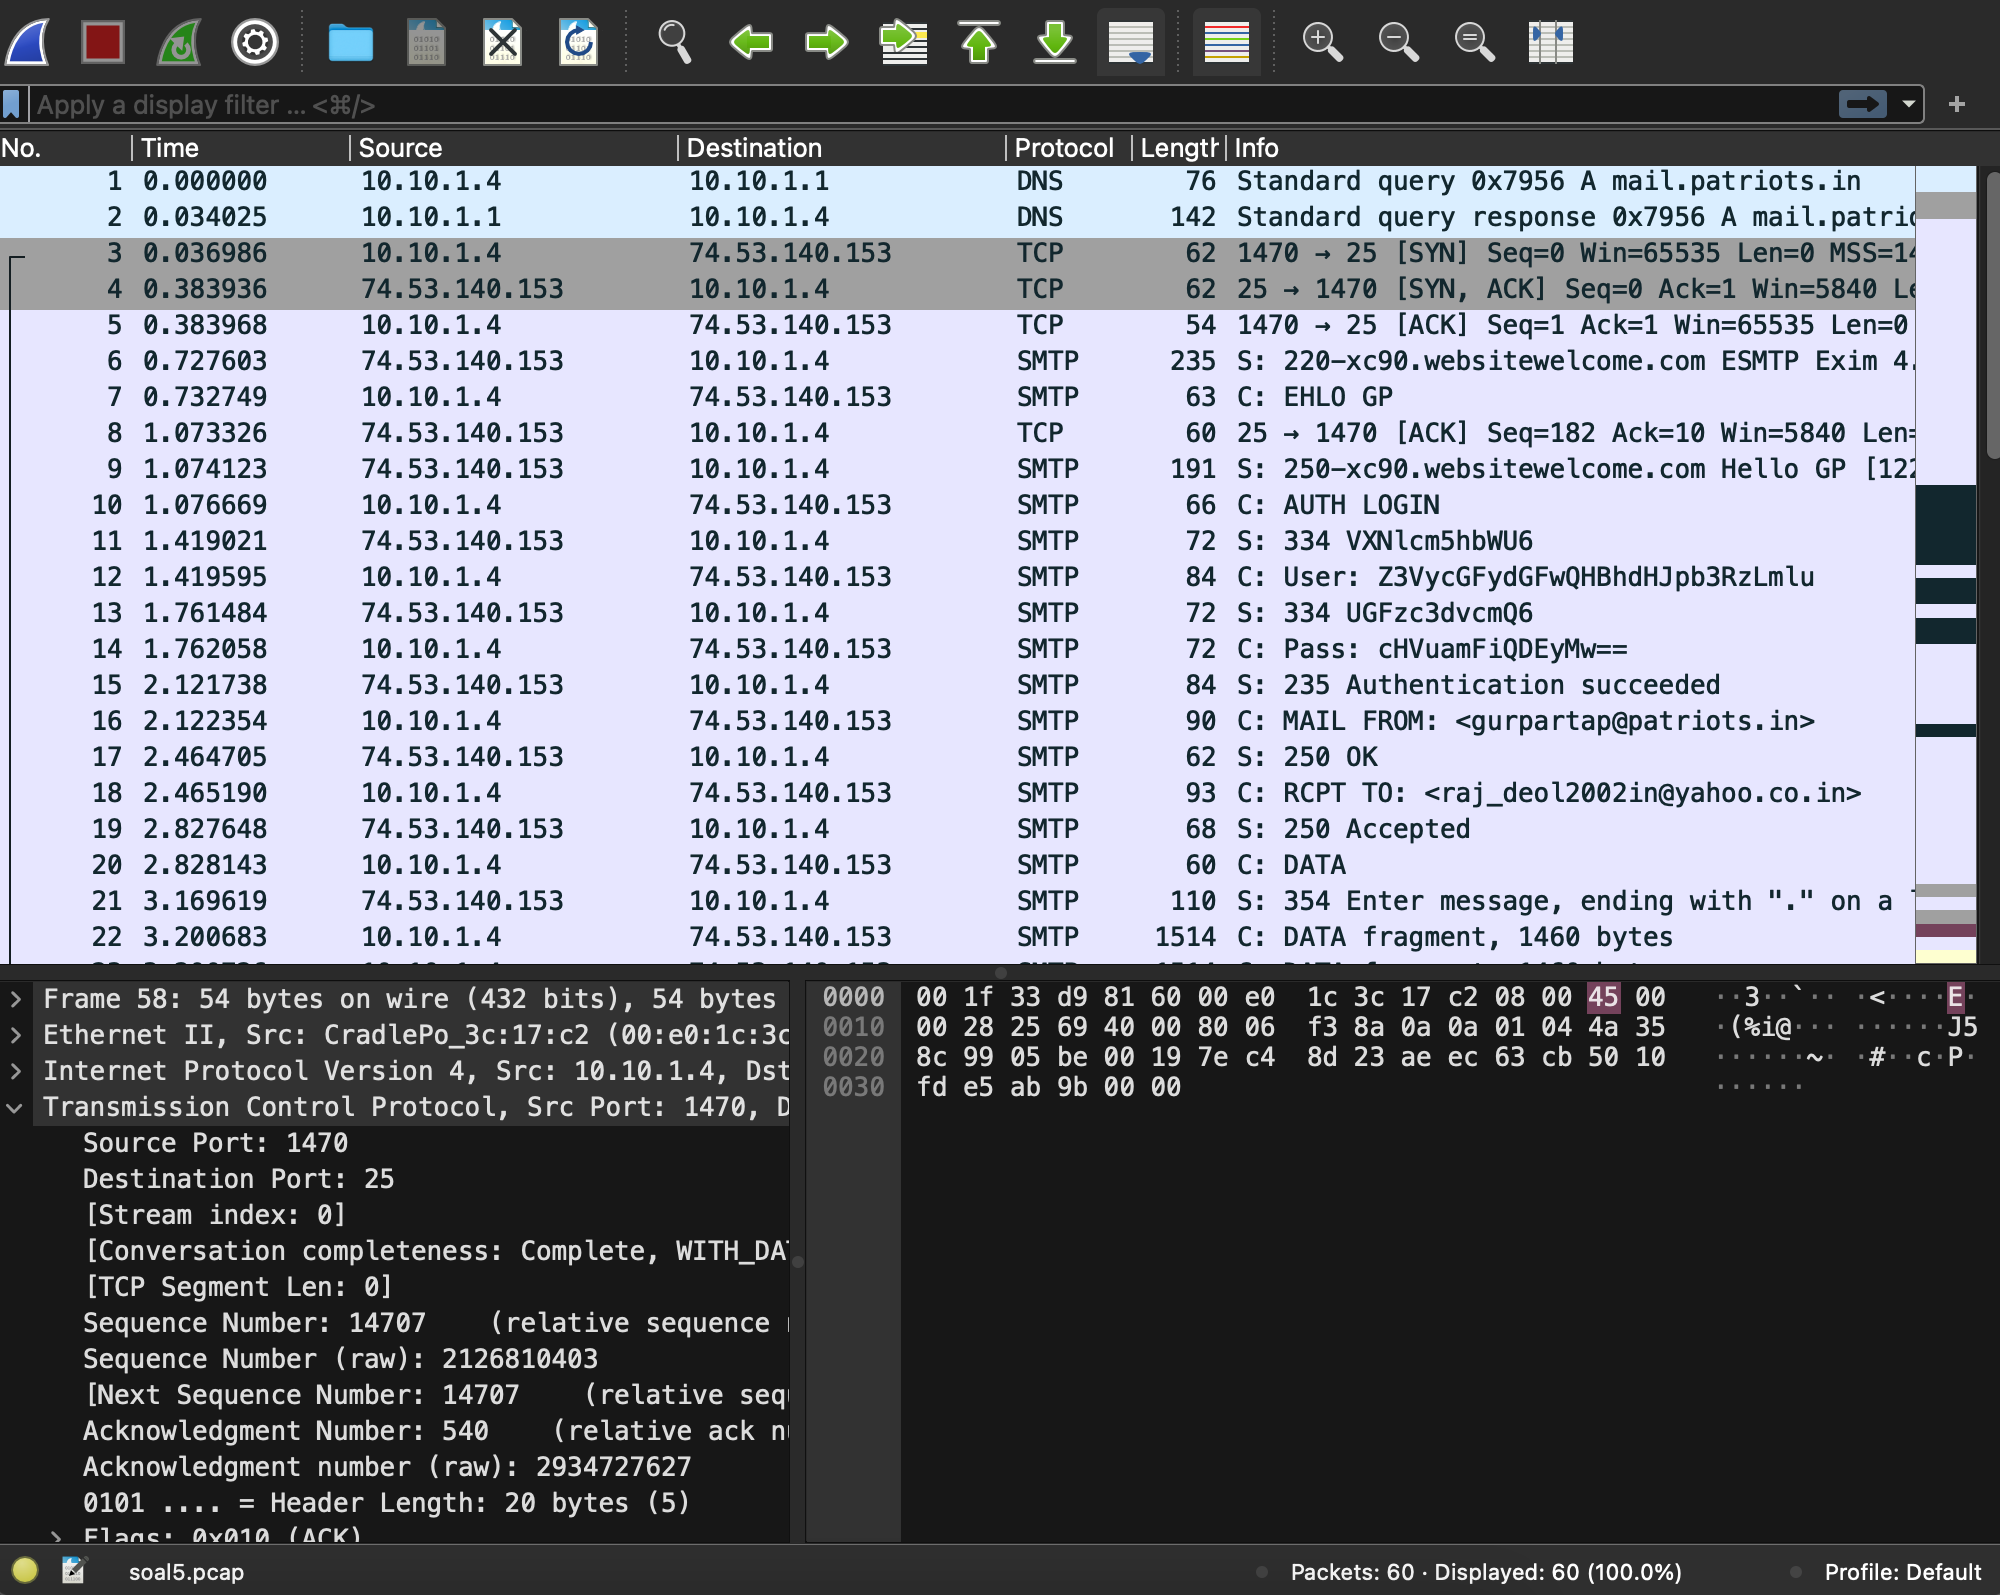 Apply a display filter ... <⌘/>
No. Time Source Destination Protocol Length Info
1 0.000000 10.10.1.4 10.10.1.1 DNS 76 Standard query 0x7956 A mail.patriots.in
2 0.034025 10.10.1.1 10.10.1.4 DNS 142 Standard query response 0x7956 A mail.patric
3 0.036986 10.10.1.4 74.53.140.153 TCP 62 1470 → 25 [SYN] Seq=0 Win=65535 Len=0 MSS=14
4 0.383936 74.53.140.153 10.10.1.4 TCP 62 25 → 1470 [SYN, ACK] Seq=0 Ack=1 Win=5840 Le
5 0.383968 10.10.1.4 74.53.140.153 TCP 54 1470 → 25 [ACK] Seq=1 Ack=1 Win=65535 Len=0
6 0.727603 74.53.140.153 10.10.1.4 SMTP 235 S: 220-xc90.websitewelcome.com ESMTP Exim 4.
7 0.732749 10.10.1.4 74.53.140.153 SMTP 63 C: EHLO GP
8 1.073326 74.53.140.153 10.10.1.4 TCP 60 25 → 1470 [ACK] Seq=182 Ack=10 Win=5840 Len=
9 1.074123 74.53.140.153 10.10.1.4 SMTP 191 S: 250-xc90.websitewelcome.com Hello GP [122
10 1.076669 10.10.1.4 74.53.140.153 SMTP 66 C: AUTH LOGIN
11 1.419021 74.53.140.153 10.10.1.4 SMTP 72 S: 334 VXNlcm5hbWU6
12 1.419595 10.10.1.4 74.53.140.153 SMTP 84 C: User: Z3VycGFydGFwQHBhdHJpb3RzLmlu
13 1.761484 74.53.140.153 10.10.1.4 SMTP 72 S: 334 UGFzc3dvcmQ6
14 1.762058 10.10.1.4 74.53.140.153 SMTP 72 C: Pass: cHVuamFiQDEyMw==
15 2.121738 74.53.140.153 10.10.1.4 SMTP 84 S: 235 Authentication succeeded
16 2.122354 10.10.1.4 74.53.140.153 SMTP 90 C: MAIL FROM: <gurpartap@patriots.in>
17 2.464705 74.53.140.153 10.10.1.4 SMTP 62 S: 250 OK
18 2.465190 10.10.1.4 74.53.140.153 SMTP 93 C: RCPT TO: <raj_deol2002in@yahoo.co.in>
19 2.827648 74.53.140.153 10.10.1.4 SMTP 68 S: 250 Accepted
20 2.828143 10.10.1.4 74.53.140.153 SMTP 60 C: DATA
21 3.169619 74.53.140.153 10.10.1.4 SMTP 110 S: 354 Enter message, ending with "." on a
22 3.200683 10.10.1.4 74.53.140.153 SMTP 1514 C: DATA fragment, 1460 bytes
Frame 58: 54 bytes on wire (432 bits), 54 bytes
Ethernet II, Src: CradlePo_3c:17:c2 (00:e0:1c:3c
Internet Protocol Version 4, Src: 10.10.1.4, Dst
Transmission Control Protocol, Src Port: 1470, D
Source Port: 1470
Destination Port: 25
[Stream index: 0]
[Conversation completeness: Complete, WITH_DAT
[TCP Segment Len: 0]
Sequence Number: 14707 (relative sequence
Sequence Number (raw): 2126810403
[Next Sequence Number: 14707 (relative sequ
Acknowledgment Number: 540 (relative ack nu
Acknowledgment number (raw): 2934727627
0101 .... = Header Length: 20 bytes (5)
Flags: 0x010 (ACK)
0000 00 1f 33 d9 81 60 00 e0 1c 3c 17 c2 08 00 45 00 ··3··`·· ·<····E·
0010 00 28 25 69 40 00 80 06 f3 8a 0a 0a 01 04 4a 35 ·(%i@··· ······J5
0020 8c 99 05 be 00 19 7e c4 8d 23 ae ec 63 cb 50 10 ······~· ·#··c·P·
0030 fd e5 ab 9b 00 00 ······
soal5.pcap Packets: 60 · Displayed: 60 (100.0%) Profile: Default